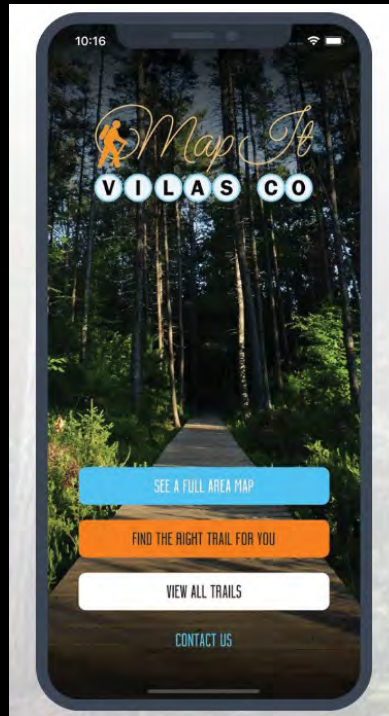 10:16
Map It
VILAS CO
SEE A FULL AREA MAP
FIND THE RIGHT TRAIL FOR YOU
VIEW ALL TRAILS
CONTACT US